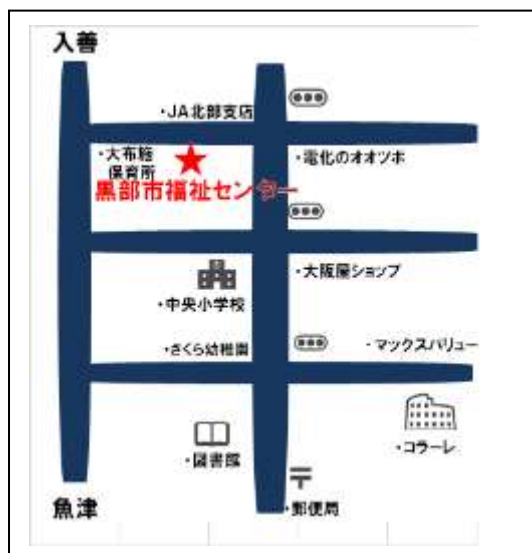 入善
・JA北部支店
・大布施
保育所
・電化のオオツボ
黒部市福祉センター
・大阪屋ショップ
・中央小学校
・さくら幼稚園
・マックスバリュー
・コラーレ
・図書館
〒
・郵便局
魚津